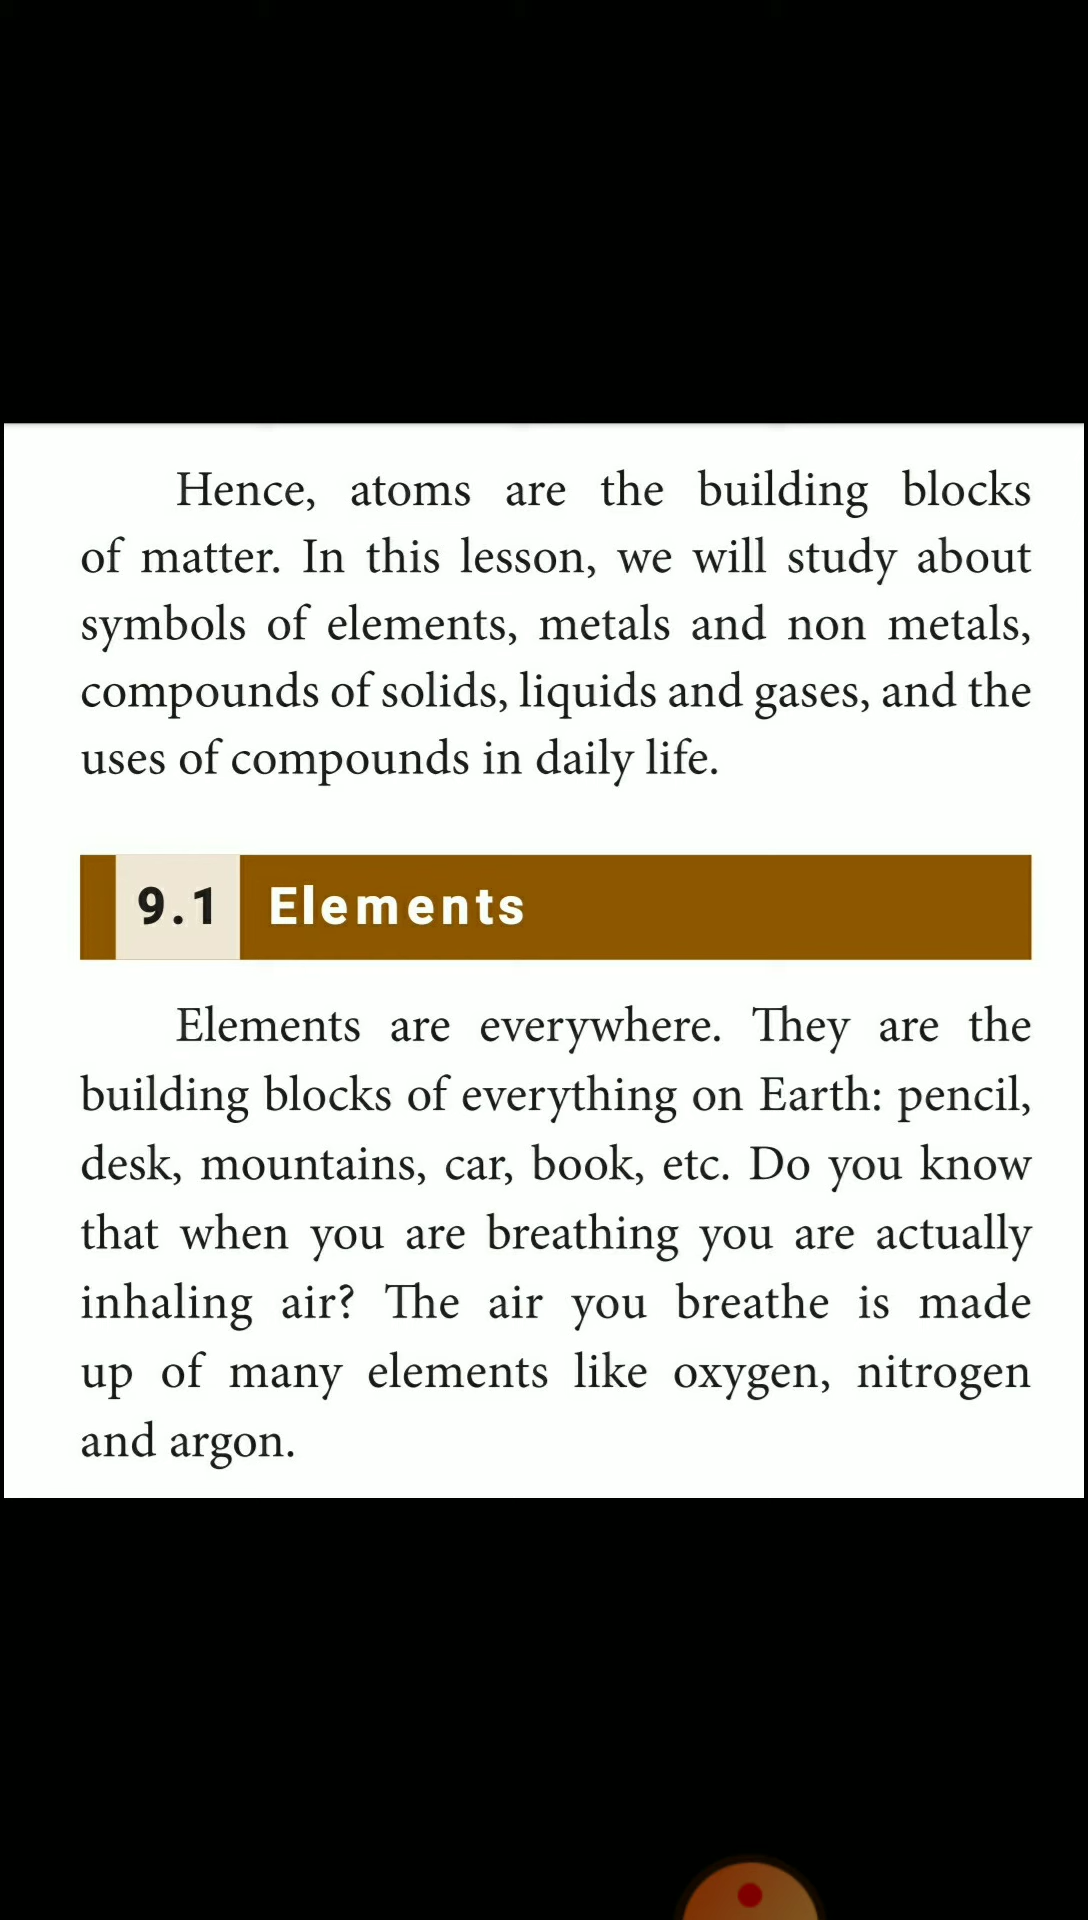 Hence, atoms are the building blocks
of matter. In this lesson, we will study about
symbols of elements, metals and non metals,
compounds of solids, liquids and gases, and the
uses of compounds in daily life.
9.1 Elements
Elements are everywhere. They are the
building blocks of everything on Earth: pencil,
desk, mountains, car, book, etc. Do you know
that when you are breathing you are actually
inhaling air? The air you breathe is made
up of many elements like oxygen, nitrogen
and argon.